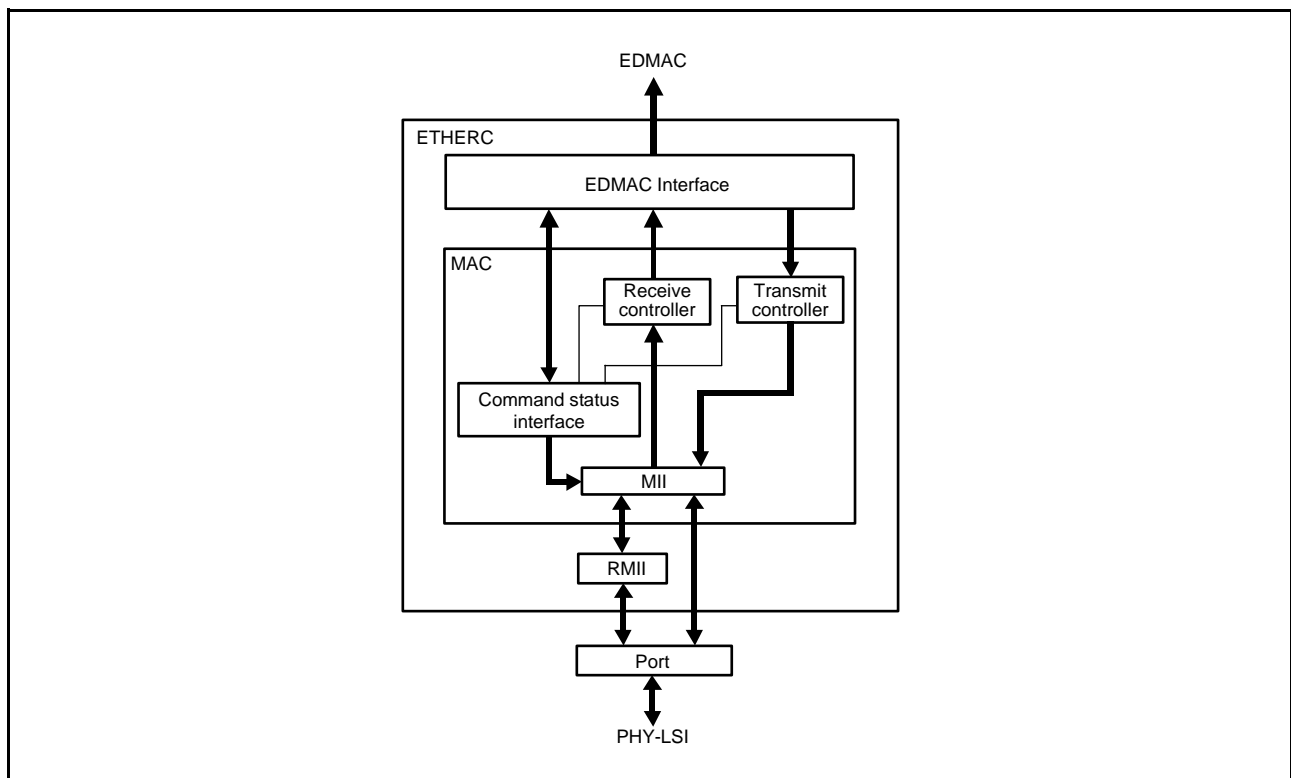 EDMAC
ETHERC
EDMAC Interface
MAC
Receive
controller
Transmit
controller
Command status
interface
MII
RMII
Port
PHY-LSI